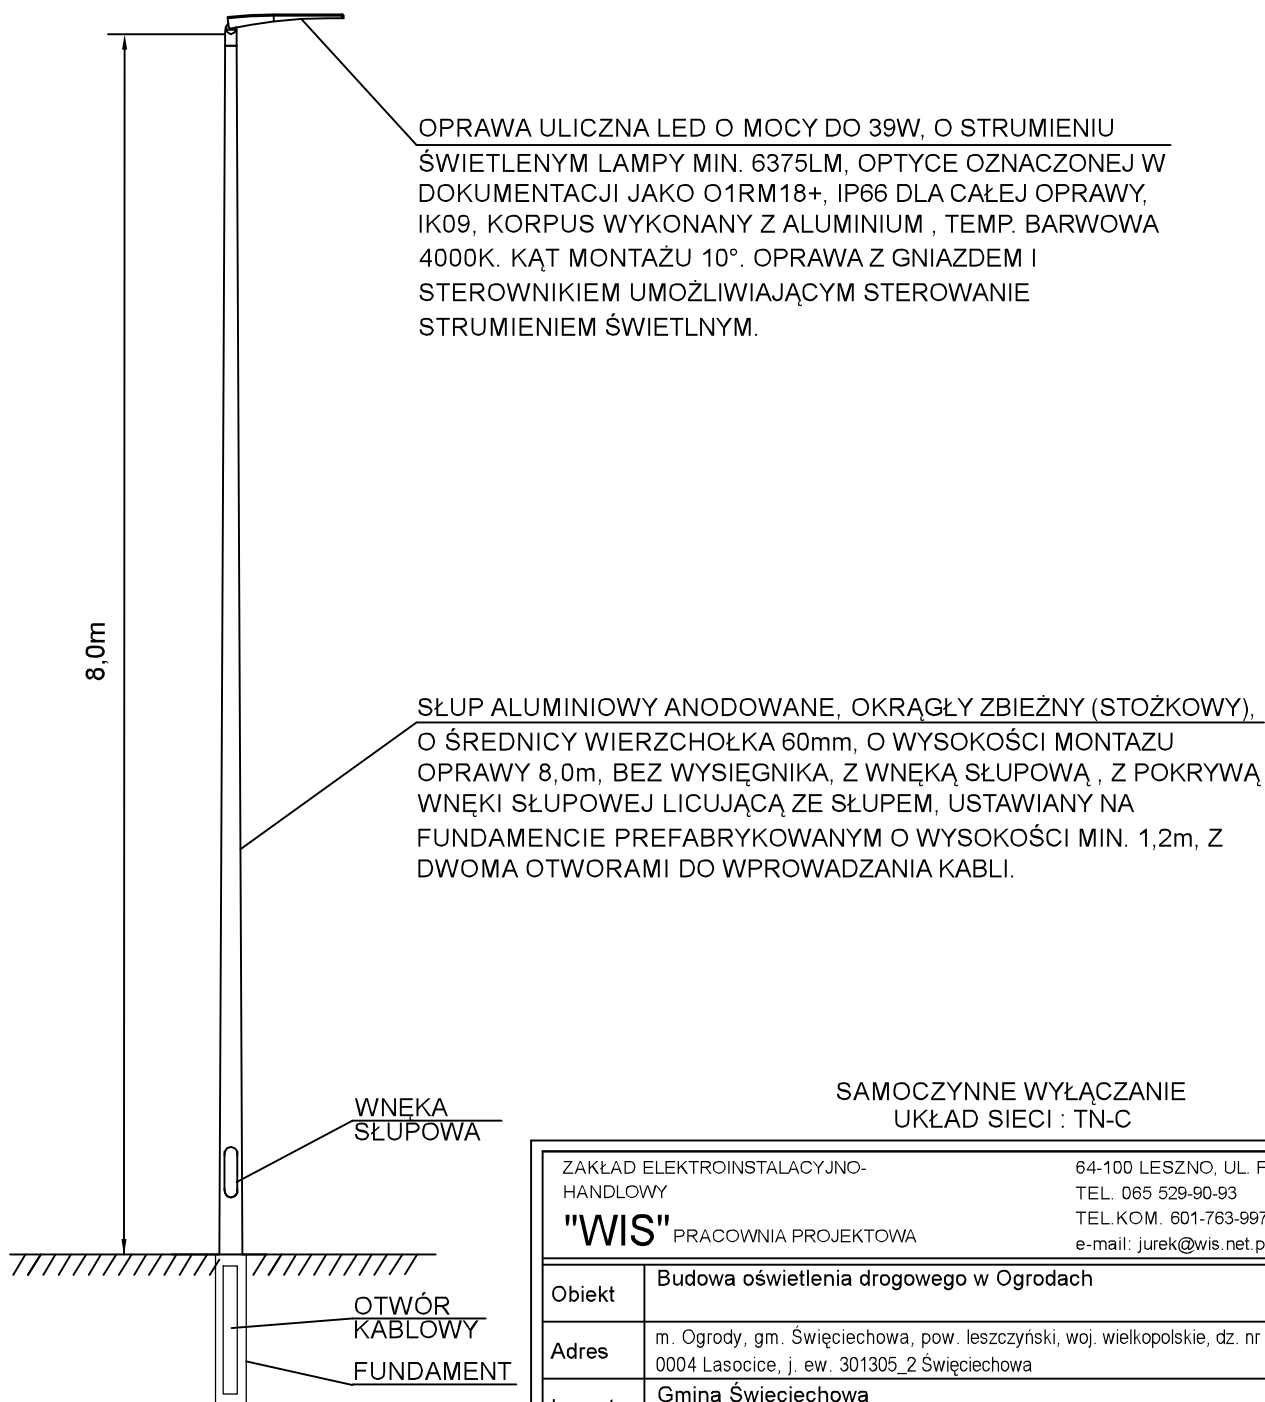 OPRAWA ULICZNA LED O MOCY DO 39W, O STRUMIENIU
ŚWIETLENYM LAMPY MIN. 6375LM, OPTYCE OZNACZONEJ W
DOKUMENTACJI JAKO O1RM18+, IP66 DLA CAŁEJ OPRAWY,
IK09, KORPUS WYKONANY Z ALUMINIUM , TEMP. BARWOWA
4000K. KĄT MONTAŻU 10°. OPRAWA Z GNIAZDEM I
STEROWNIKIEM UMOŻLIWIAJĄCYM STEROWANIE
STRUMIENIEM ŚWIETLNYM.
8,0m
SŁUP ALUMINIOWY ANODOWANE, OKRĄGŁY ZBIEŻNY (STOŻKOWY),
O ŚREDNICY WIERZCHOŁKA 60mm, O WYSOKOŚCI MONTAZU
OPRAWY 8,0m, BEZ WYSIĘGNIKA, Z WNĘKĄ SŁUPOWĄ , Z POKRYWĄ
WNĘKI SŁUPOWEJ LICUJĄCĄ ZE SŁUPEM, USTAWIANY NA
FUNDAMENCIE PREFABRYKOWANYM O WYSOKOŚCI MIN. 1,2m, Z
DWOMA OTWORAMI DO WPROWADZANIA KABLI.
WNĘKA
SŁUPOWA
OTWÓR
KABLOWY
FUNDAMENT
SAMOCZYNNE WYŁĄCZANIE
UKŁAD SIECI : TN-C
ZAKŁAD ELEKTROINSTALACYJNO-
HANDLOWY
"WIS" PRACOWNIA PROJEKTOWA
64-100 LESZNO, UL.
TEL. 065 529-90-93
TEL.KOM. 601-763-997
e-mail: jurek@wis.net.p
Obiekt
Budowa oświetlenia drogowego w Ogrodach
Adres
m. Ogrody, gm. Święciechowa, pow. leszczyński, woj. wielkopolskie, dz. nr
0004 Lasocice, j. ew. 301305_2 Święciechowa
Gmina Święciechowa